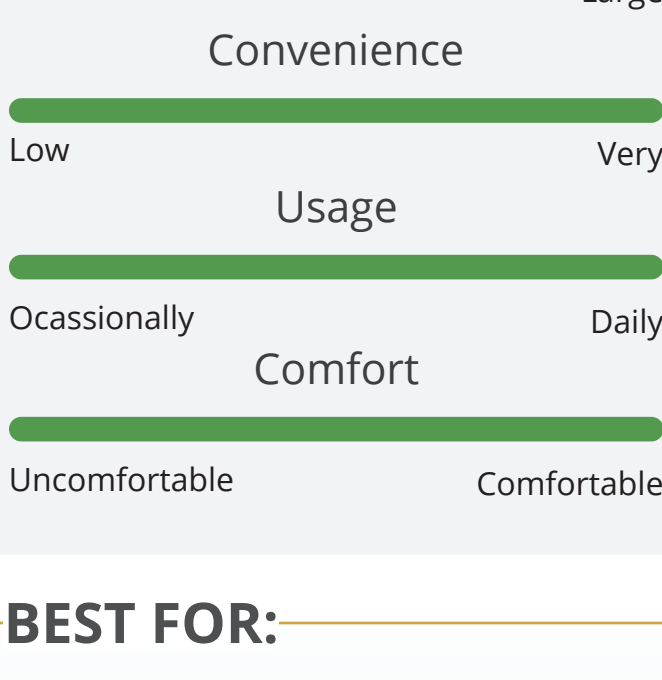 Convenience
Low Very
Usage
Ocassionally Daily
Comfort
Uncomfortable Comfortable
BEST FOR: